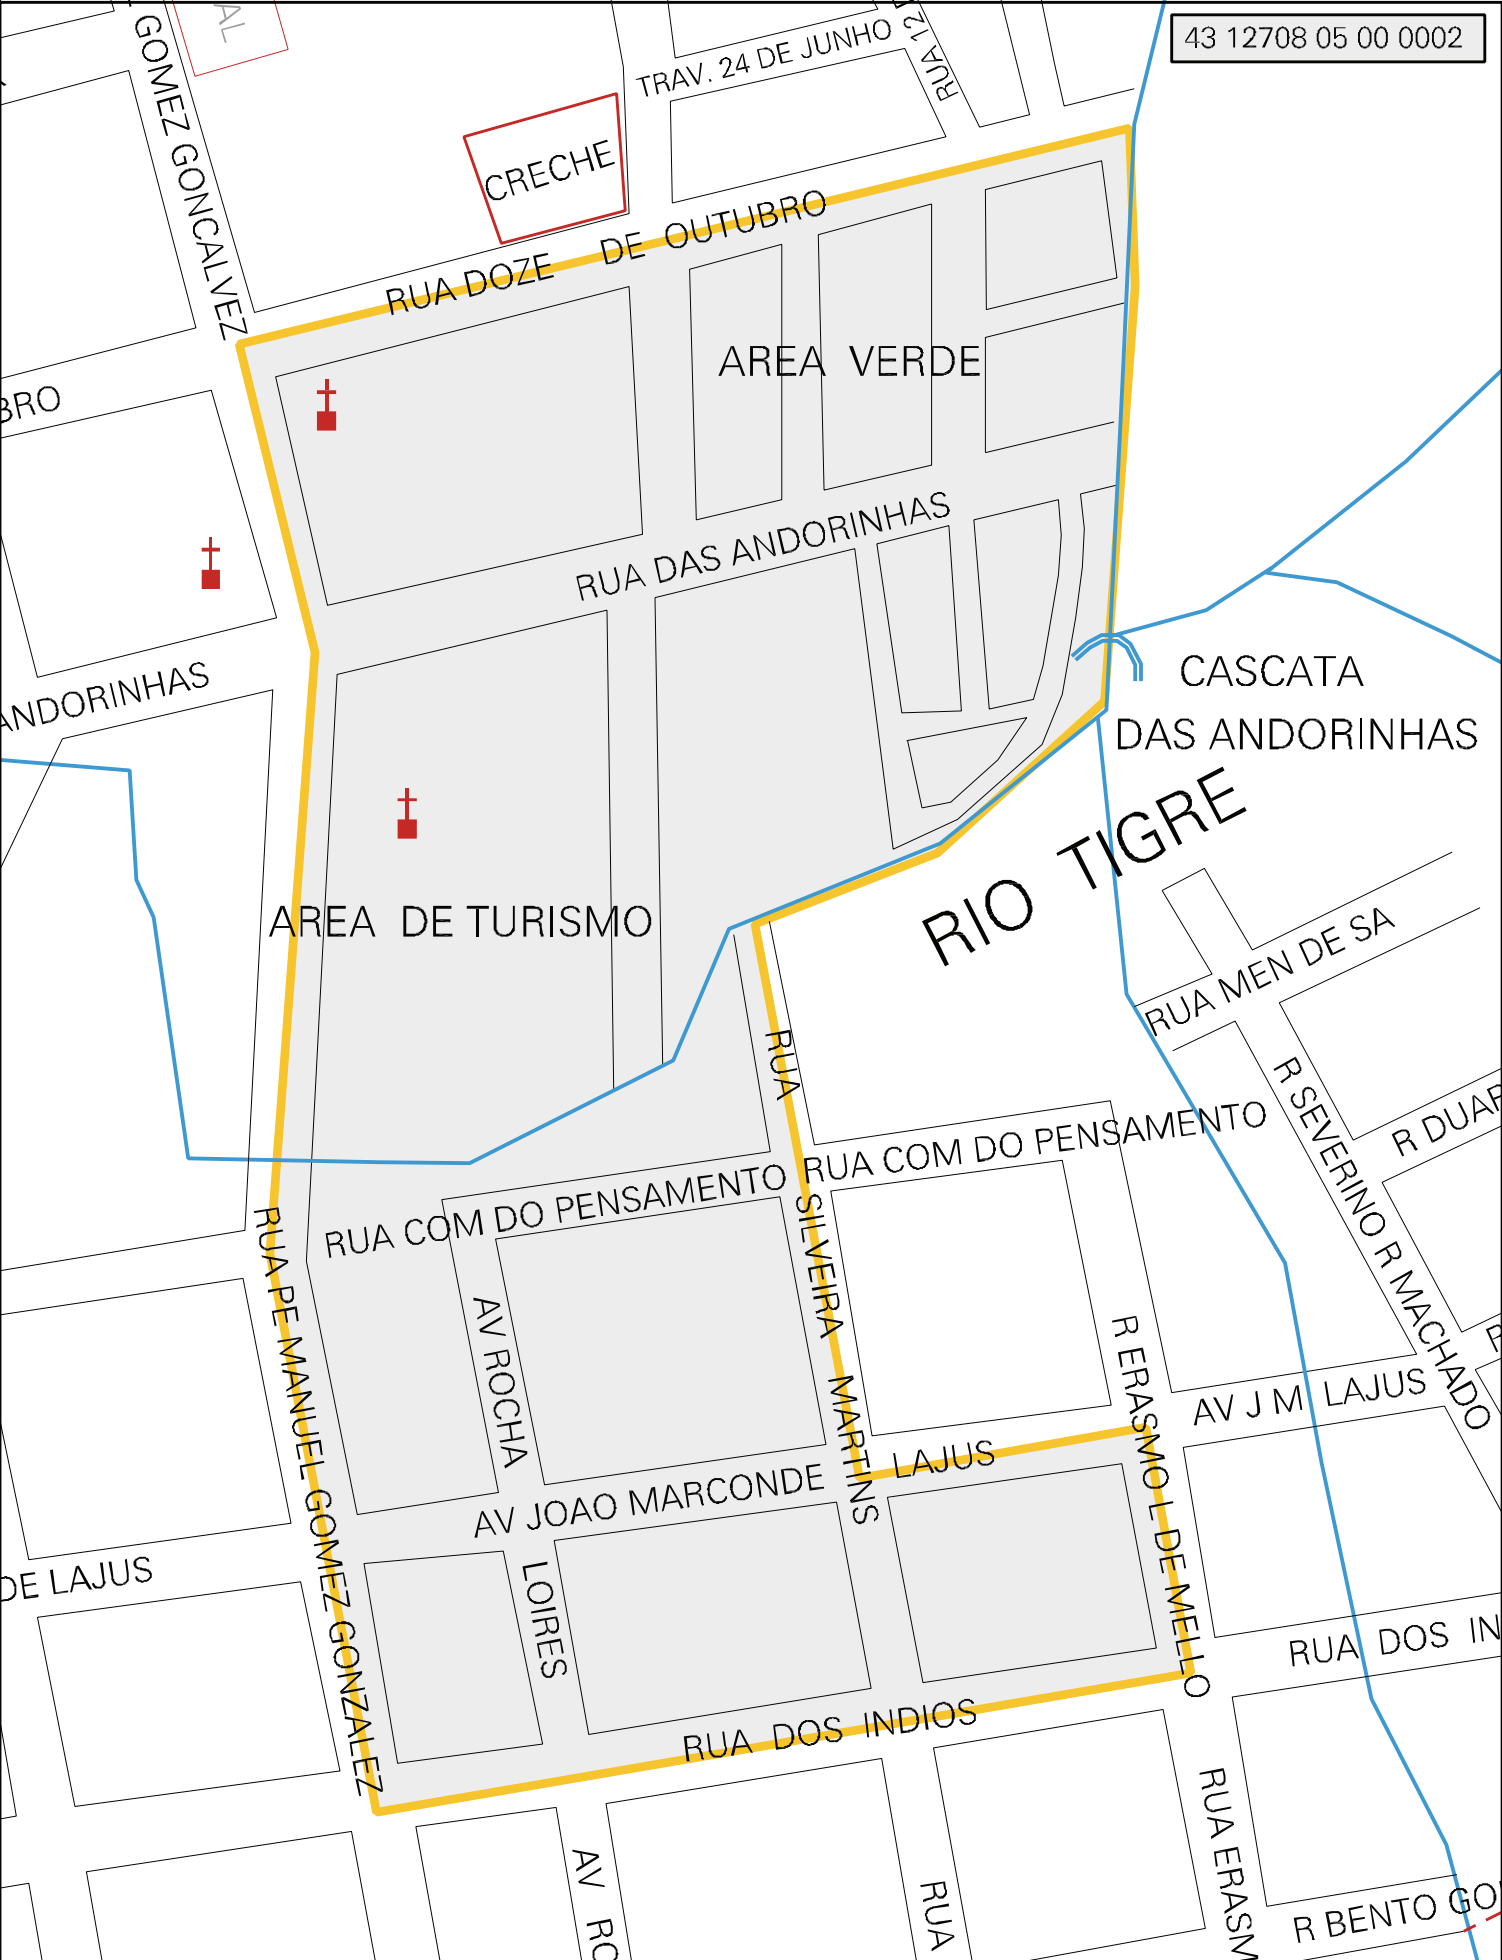 43 12708 05 00 0002
AL
GOMEZ GONCALVEZ
TRAV. 24 DE JUNHO
CRECHE
RUA DOZE DE OUTUBRO
BRO
AREA VERDE
RUA DAS ANDORINHAS
ANDORINHAS
CASCATA
DAS ANDORINHAS
RIO TIGRE
AREA DE TURISMO
RUA MEN DE SA
RUA SILVEIRA MARTINS
RUA COM DO PENSAMENTO
RUA COM DO PENSAMENTO
R SEVERINO R MACHADO
R DUAR
R
RUA PE MANUEL GOMEZ GONZALEZ
AV ROCHA LOIRES
R ERASMO L DE MELLO
AV J M LAJUS
AV JOAO MARCONDE LAJUS
DE LAJUS
RUA DOS IN
RUA DOS INDIOS
AV RO
RUA
RUA ERASM
R BENTO GO